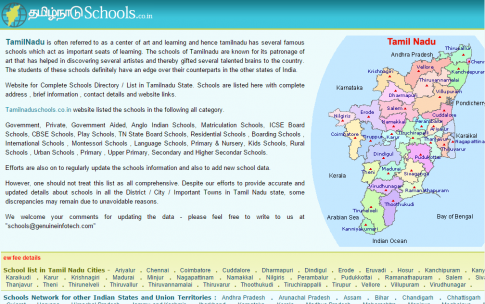 தமிழ்நாடு Schools.co.in
TamilNadu is often referred to as a center of art and learning and hence tamilnadu has several famous
schools which act as important seats of learning. The schools of Tamilnadu are known for its patronage of
art that has helped in discovering several artistes and thereby gifted several talented brains to the country.
The students of these schools definitely have an edge over their counterparts in the other states of India.
Website for Complete Schools Directory / List in Tamilnadu State. Schools are listed here with complete
address , brief information , contact details and website links.
Tamilnaduschools.co.in website listed the schools in the following all category.
Government, Private, Government Aided, Anglo Indian Schools, Matriculation Schools, ICSE Board
Schools, CBSE Schools, Play Schools, TN State Board Schools, Residential Schools , Boarding Schools ,
International Schools , Montessori Schools , Language Schools, Primary & Nursery, Kids Schools, Rural
Schools , Urban Schools , Primary , Upper Primary, Secondary and Higher Secondar Schools.
Efforts are also on to regularly update the schools information and also to add new school data.
However, one should not treat this list as all comprehensive. Despite our efforts to provide accurate and
updated details about schools in all the District / City / Important Towns in Tamil Nadu state, some
discrepancies may remain due to unavoidable reasons.
We welcome your comments for updating the data - please feel free to write to us at
"schools@genuineinfotech.com"
Tamil Nadu
Andhra Pradesh
Vellore
Krishnagiri
Karnataka
Dharmapuri
Villupuram
Pondicherry
Nilgiris
Erode
Salem
Cuddalore
Namakkal
Karaikal
Coimbatore
Dindigul
Pudukottai
Kerala
Theni
Madurai
Sivaganga
Virudhunagar
Ramanathapuram
Thoothukudi
Tirunelveli
Arabian Sea
Bay of Bengal
Kanniyakumari
Indian Ocean
School list in Tamil Nadu Cities - Ariyalur , Chennai , Coimbatore , Cuddalore , Dharmapuri , Dindigul , Erode , Eruvadi , Hosur , Kanchipuram , Kany
Karaikudi , Karur , Krishnagiri , Madurai , Minjur , Nagapattinam , Namakkal , Nilgiris , Perambalur , Pudukkottai , Ramanathapuram , Salem , Siv
Thanjavur , Theni , Tirunelveli , Thiruvallur , Tiruvannamalai , Tiruvarur , Thoothukudi , Tiruchirappalli , Tirupur , Vellore , Villupuram , Virudhunagar ,
Schools Network for other Indian States and Union Territories : Andhra Pradesh , Arunachal Pradesh , Assam , Bihar , Chandigarh , Chhattisgarh